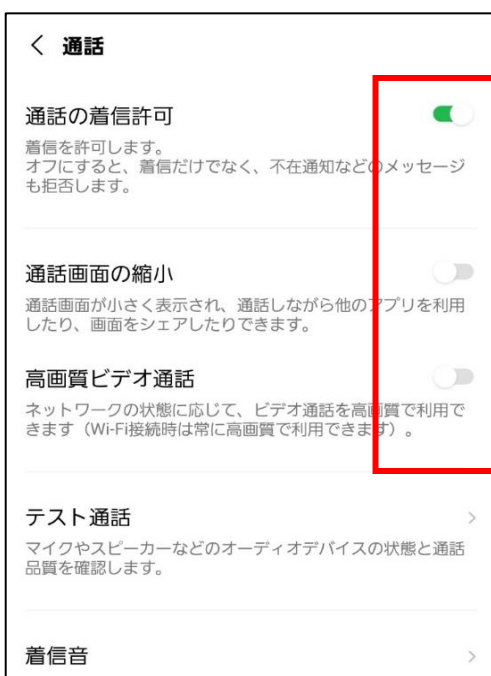 通話
通話の着信許可
着信を許可します。
オフにすると、着信だけでなく、不在通知などのメッセージ
も拒否します。
通話画面の縮小
通話画面が小さく表示され、通話しながら他のアプリを利用
したり、画面をシェアしたりできます。
高画質ビデオ通話
ネットワークの状態に応じて、ビデオ通話を高画質で利用で
きます（Wi-Fi接続時は常に高画質で利用できます）。
テスト通話
マイクやスピーカーなどのオーディオデバイスの状態と通話
品質を確認します。
着信音